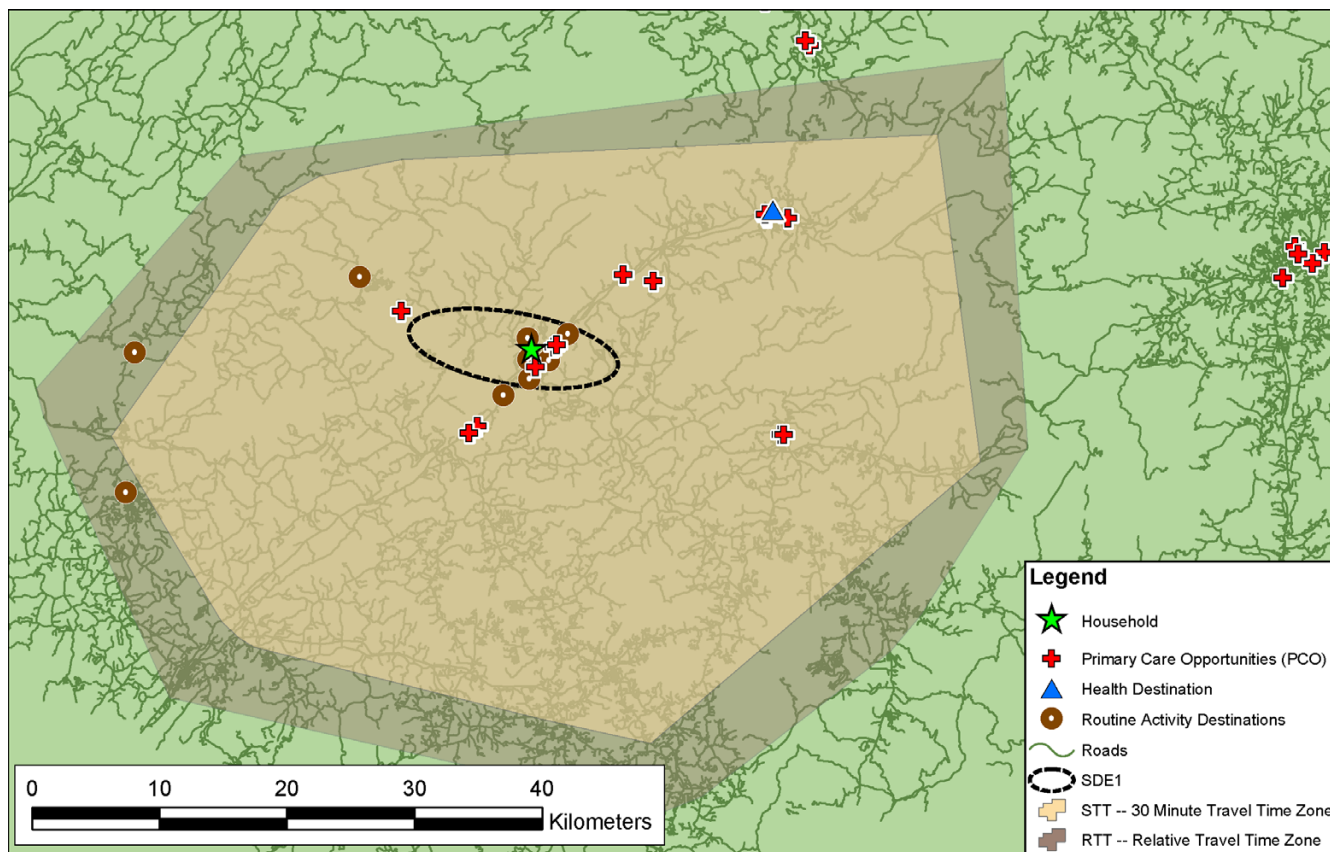 Legend
Household
Primary Care Opportunities (PCO)
Health Destination
Routine Activity Destinations
Roads
SDE1
STT -- 30 Minute Travel Time Zone
RTT -- Relative Travel Time Zone
0 10 20 30 40
Kilometers